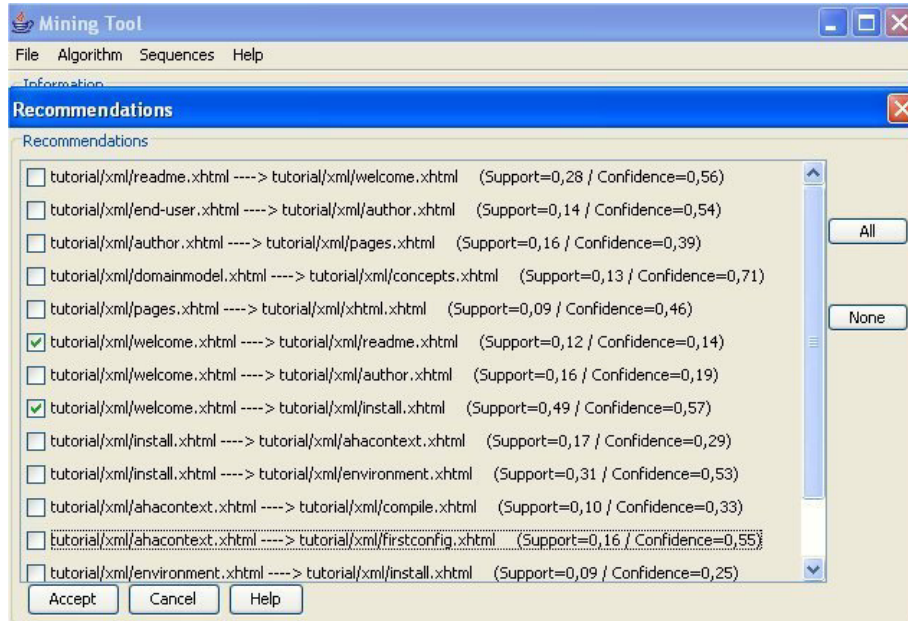 Mining Tool
File Algorithm Sequences Help
Information
Recommendations
Recommendations
tutorial/xml/readme.xhtml ----> tutorial/xml/welcome.xhtml (Support=0,28 / Confidence=0,56)
tutorial/xml/end-user.xhtml ----> tutorial/xml/author.xhtml (Support=0,14 / Confidence=0,54)
All
tutorial/xml/author.xhtml ----> tutorial/xml/pages.xhtml (Support=0,16 / Confidence=0,39)
tutorial/xml/domainmodel.xhtml ----> tutorial/xml/concepts.xhtml (Support=0,13 / Confidence=0,71)
tutorial/xml/pages.xhtml ----> tutorial/xml/xhtml.xhtml (Support=0,09 / Confidence=0,46)
None
tutorial/xml/welcome.xhtml ----> tutorial/xml/readme.xhtml (Support=0,12 / Confidence=0,14)
tutorial/xml/welcome.xhtml ----> tutorial/xml/author.xhtml (Support=0,16 / Confidence=0,19)
tutorial/xml/welcome.xhtml ----> tutorial/xml/install.xhtml (Support=0,49 / Confidence=0,57)
tutorial/xml/install.xhtml ----> tutorial/xml/ahacontext.xhtml (Support=0,17 / Confidence=0,29)
tutorial/xml/install.xhtml ----> tutorial/xml/environment.xhtml (Support=0,31 / Confidence=0,53)
tutorial/xml/ahacontext.xhtml ----> tutorial/xml/compile.xhtml (Support=0,10 / Confidence=0,33)
tutorial/xml/ahacontext.xhtml ----> tutorial/xml/firstconfig.xhtml (Support=0,16 / Confidence=0,55)
tutorial/xml/environment.xhtml ----> tutorial/xml/install.xhtml (Support=0,09 / Confidence=0,25)
Accept Cancel Help